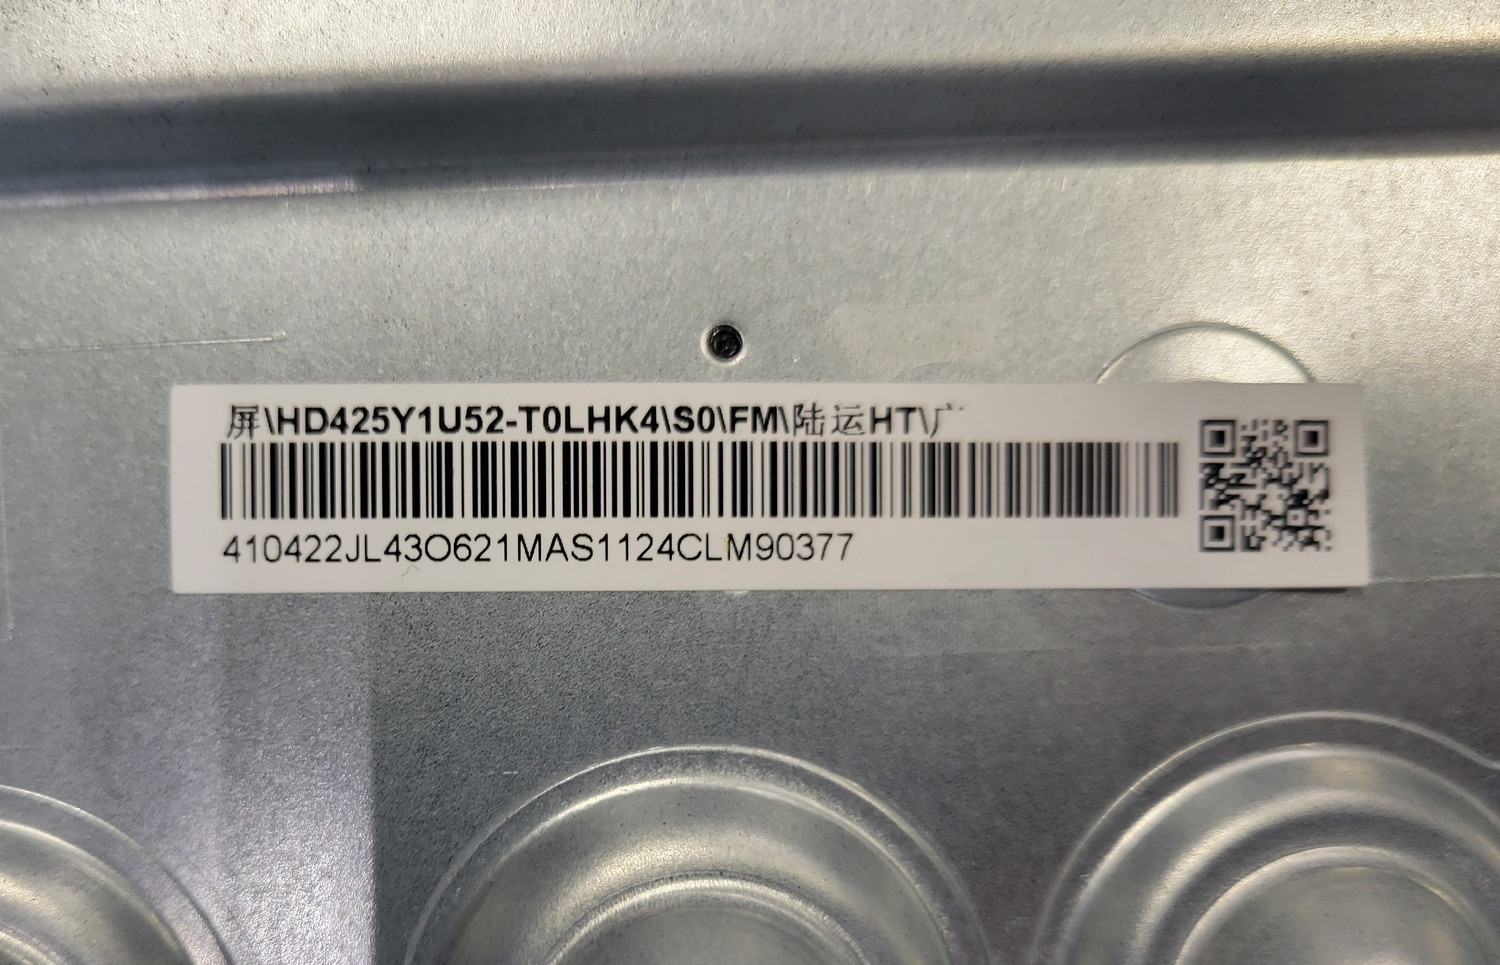 屏\HD425Y1U52-T0LHK4\S0\FM\陆运HT\广
410422JL43O621MAS1124CLM90377